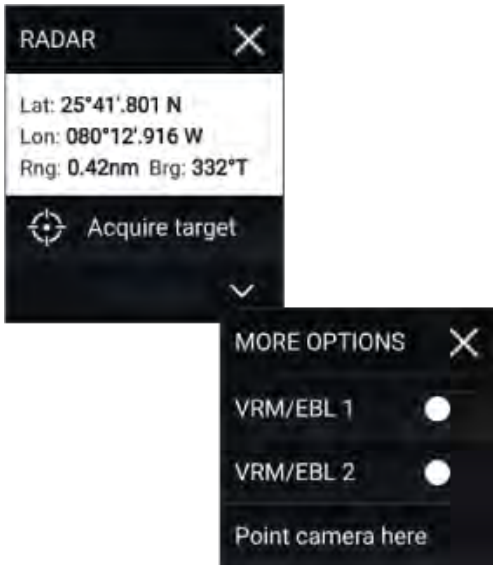 RADAR
Lat: 25°41'.801 N
Lon: 080°12'.916 W
Rng: 0.42nm Brg: 332°T
Acquire target
MORE OPTIONS
VRM/EBL 1
VRM/EBL 2
Point camera here